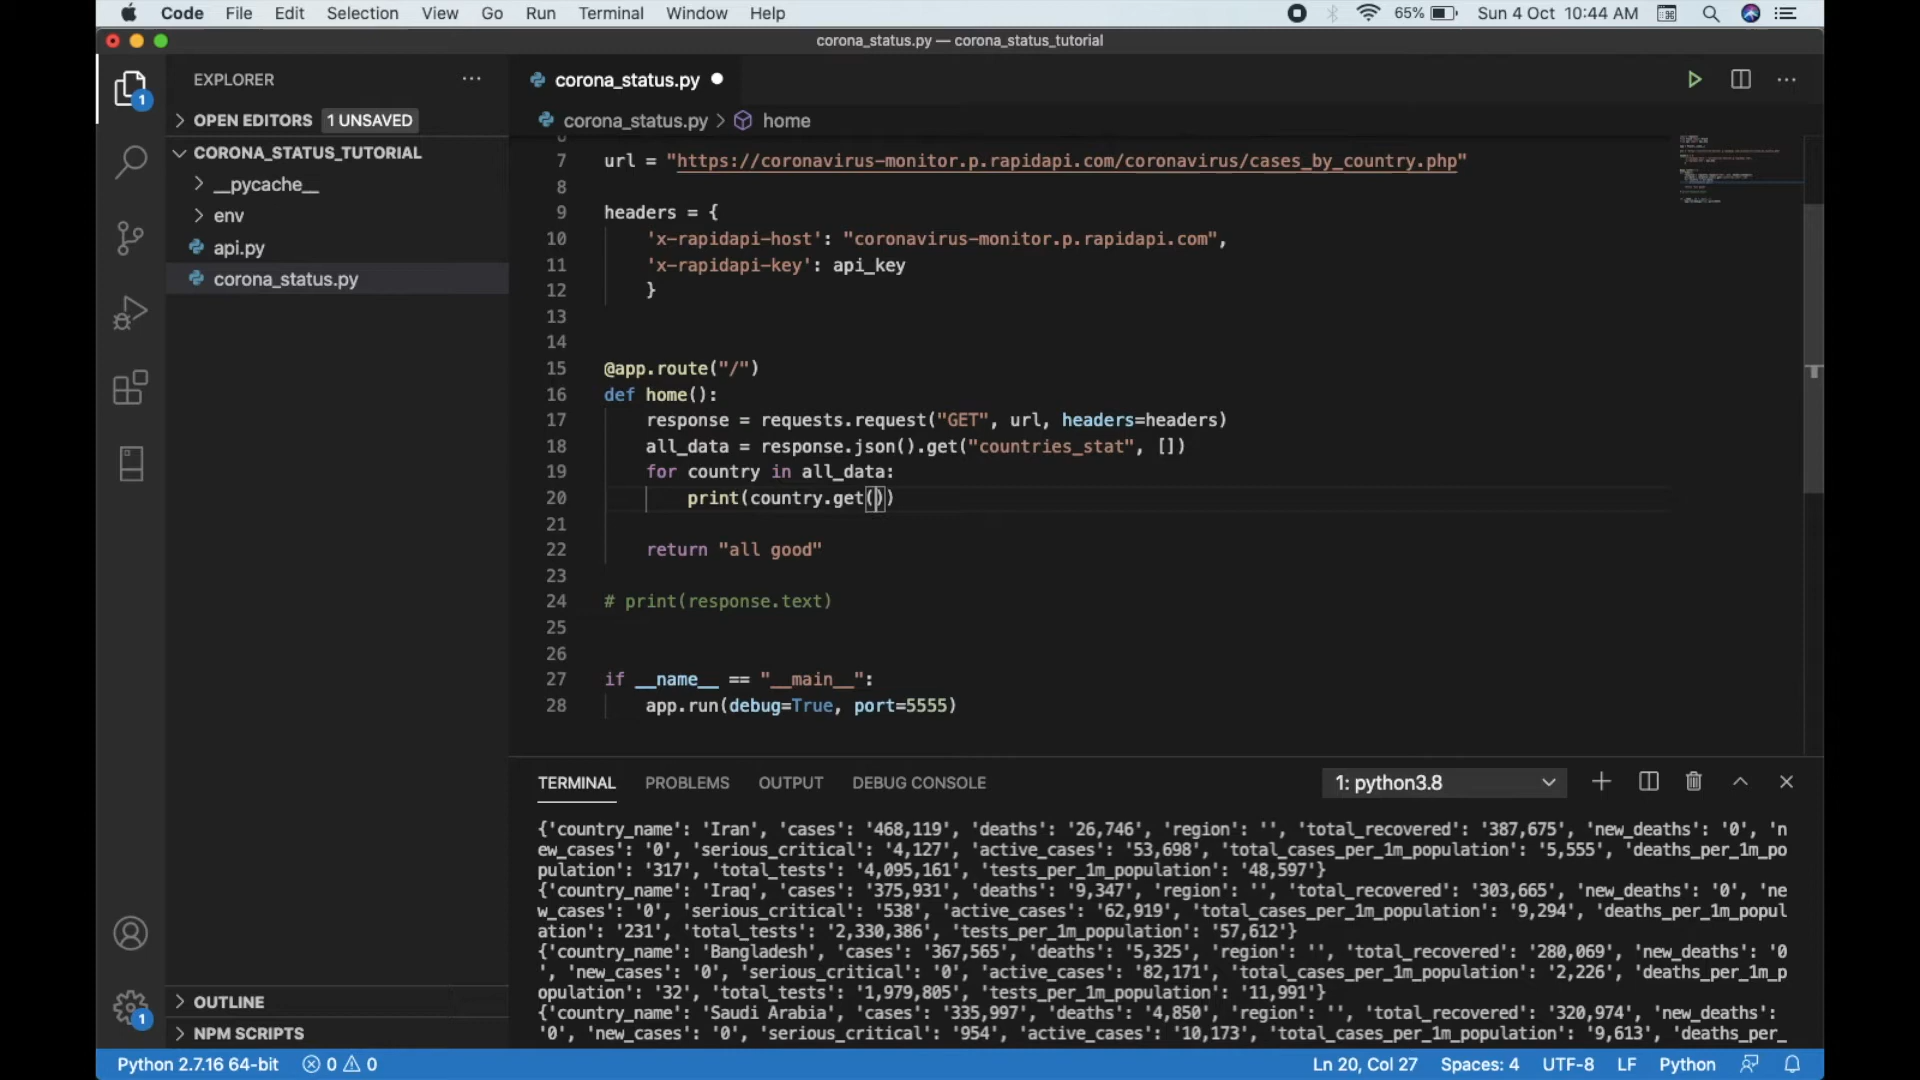 Code File Edit Selection View Go Run Terminal Window Help 65% Sun 4 Oct 10:44 AM
corona_status.py — corona_status_tutorial
EXPLORER
corona_status.py
OPEN EDITORS 1 UNSAVED
corona_status.py > home
CORONA_STATUS_TUTORIAL
__pycache__
env
api.py
corona_status.py
7 url = "https://coronavirus-monitor.p.rapidapi.com/coronavirus/cases_by_country.php"
8
9 headers = {
10 'x-rapidapi-host': "coronavirus-monitor.p.rapidapi.com",
11 'x-rapidapi-key': api_key
12 }
13
14
15 @app.route("/")
16 def home():
17 response = requests.request("GET", url, headers=headers)
18 all_data = response.json().get("countries_stat", [])
19 for country in all_data:
20 print(country.get())
21
22 return "all good"
23
24 # print(response.text)
25
26
27 if __name__ == "__main__":
28 app.run(debug=True, port=5555)
TERMINAL PROBLEMS OUTPUT DEBUG CONSOLE 1: python3.8
{'country_name': 'Iran', 'cases': '468,119', 'deaths': '26,746', 'region': '', 'total_recovered': '387,675', 'new_deaths': '0', 'n
ew_cases': '0', 'serious_critical': '4,127', 'active_cases': '53,698', 'total_cases_per_1m_population': '5,555', 'deaths_per_1m_po
pulation': '317', 'total_tests': '4,095,161', 'tests_per_1m_population': '48,597'}
{'country_name': 'Iraq', 'cases': '375,931', 'deaths': '9,347', 'region': '', 'total_recovered': '303,665', 'new_deaths': '0', 'ne
w_cases': '0', 'serious_critical': '538', 'active_cases': '62,919', 'total_cases_per_1m_population': '9,294', 'deaths_per_1m_popul
ation': '231', 'total_tests': '2,330,386', 'tests_per_1m_population': '57,612'}
{'country_name': 'Bangladesh', 'cases': '367,565', 'deaths': '5,325', 'region': '', 'total_recovered': '280,069', 'new_deaths': '0
', 'new_cases': '0', 'serious_critical': '0', 'active_cases': '82,171', 'total_cases_per_1m_population': '2,226', 'deaths_per_1m_p
opulation': '32', 'total_tests': '1,979,805', 'tests_per_1m_population': '11,991'}
{'country_name': 'Saudi Arabia', 'cases': '335,997', 'deaths': '4,850', 'region': '', 'total_recovered': '320,974', 'new_deaths':
'0', 'new_cases': '0', 'serious_critical': '954', 'active_cases': '10,173', 'total_cases_per_1m_population': '9,613', 'deaths_per_
OUTLINE
NPM SCRIPTS
Python 2.7.16 64-bit 0 0 Ln 20, Col 27 Spaces: 4 UTF-8 LF Python